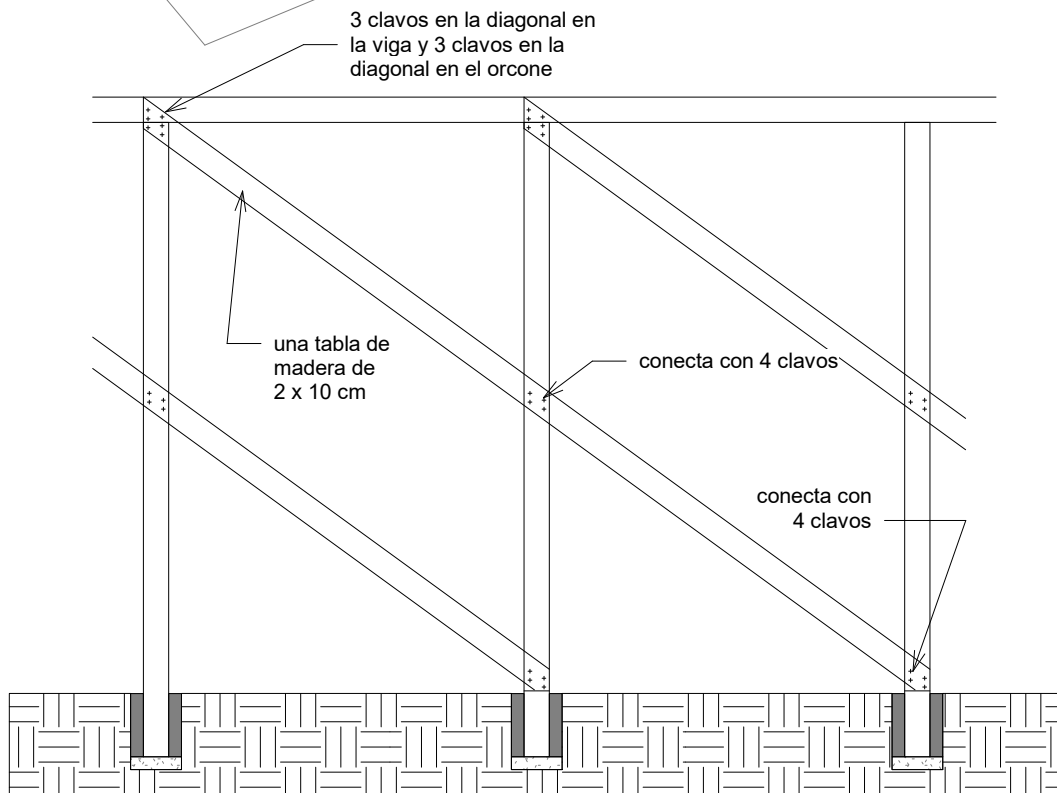 3 clavos en la diagonal en
la viga y 3 clavos en la
diagonal en el orcone
una tabla de
madera de
2 x 10 cm
conecta con 4 clavos
conecta con
4 clavos